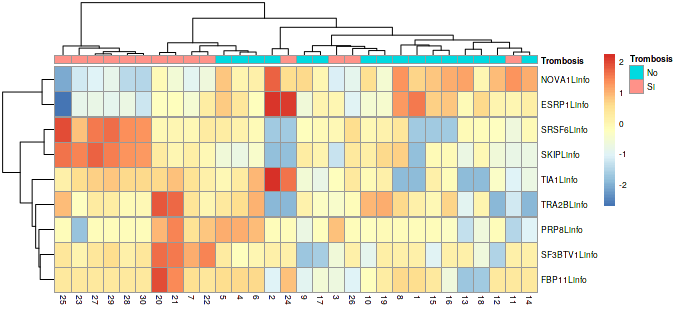 Trombosis
NOVA1Linfo
ESRP1Linfo
SRSF6Linfo
SKIPLinfo
TIA1Linfo
TRA2BLinfo
PRP8Linfo
SF3BTV1Linfo
FBP11Linfo
25 23 27 29 28 30 20 21 7 22 5 4 6 2 24 9 17 3 26 10 19 8 1 15 16 13 18 12 11 14
2
1
0
-1
-2
Trombosis
No
SI